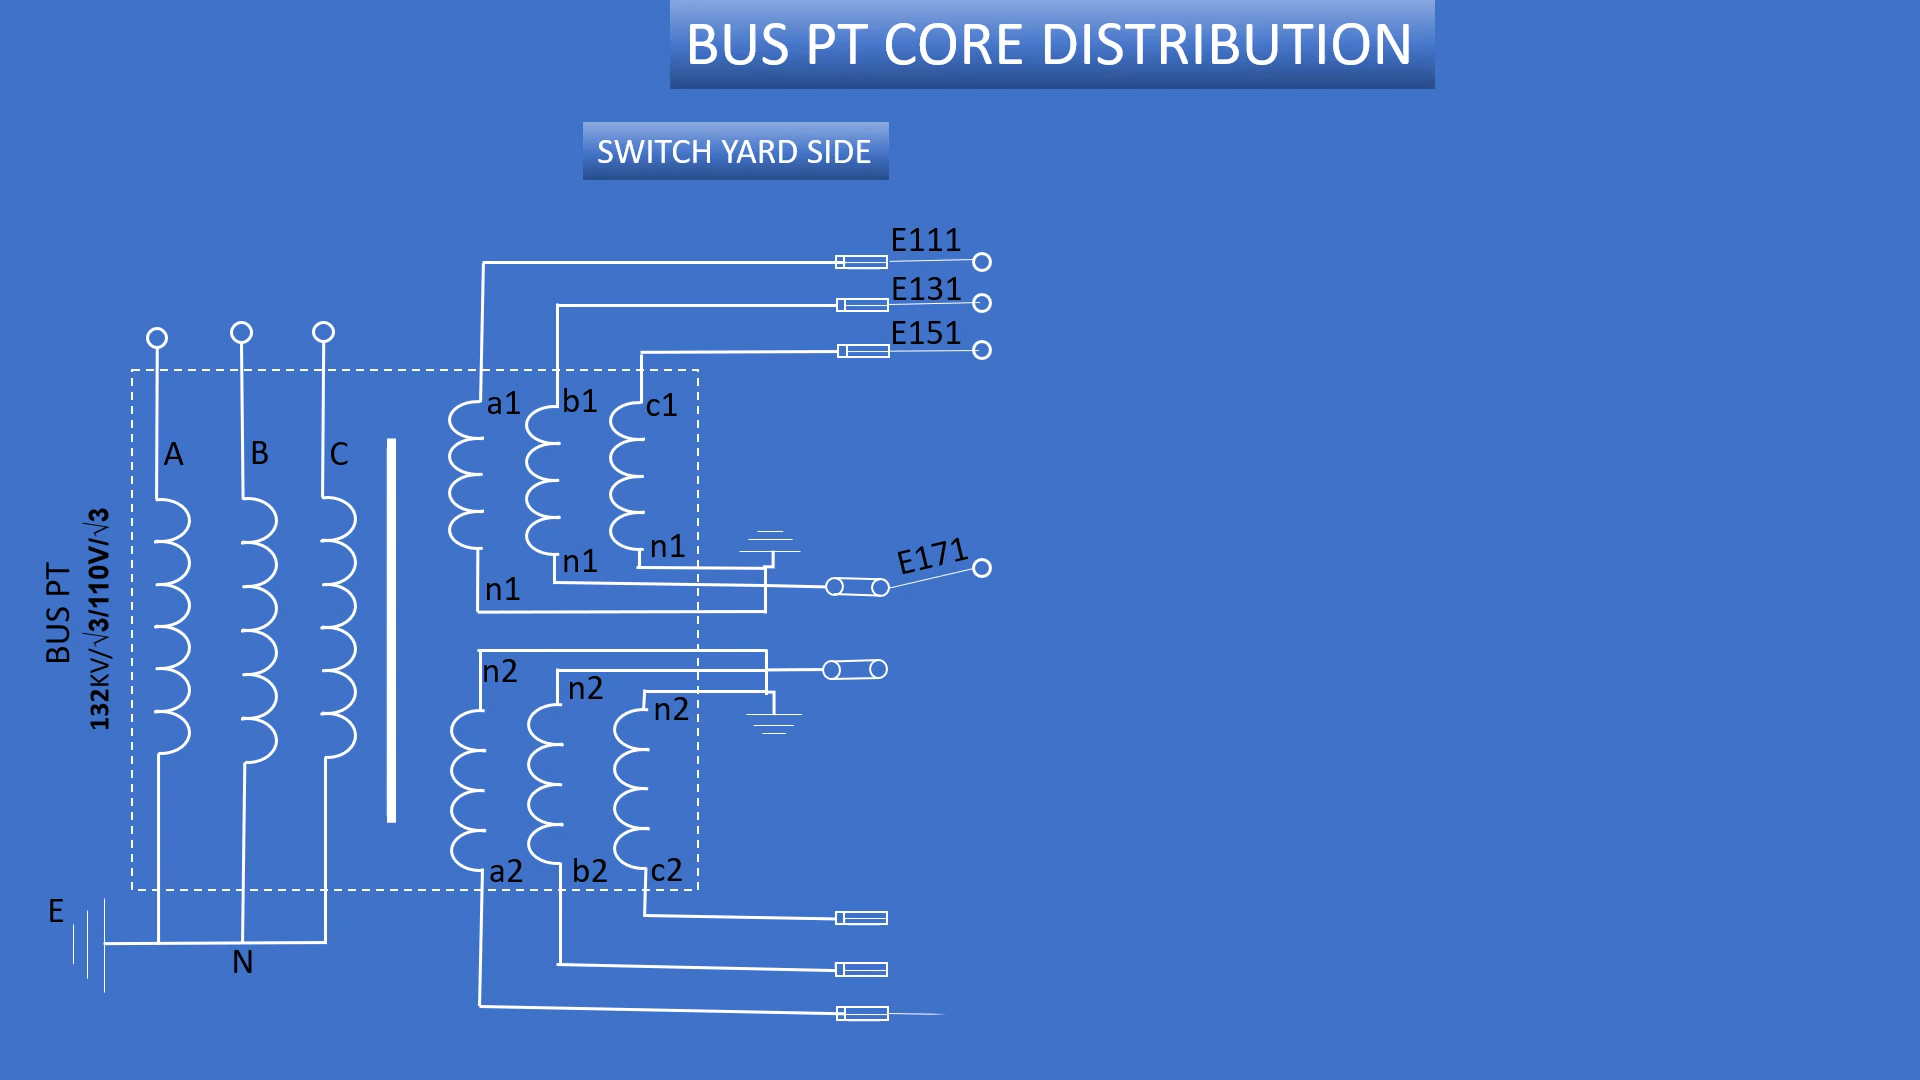 BUS PT CORE DISTRIBUTION
SWITCH YARD SIDE
E111
E131
E151
a1
b1
c1
A
B
C
n1
n1
n1
E171
BUS PT
132KV/√3/110V/√3
n2
n2
n2
a2
b2
c2
E
N